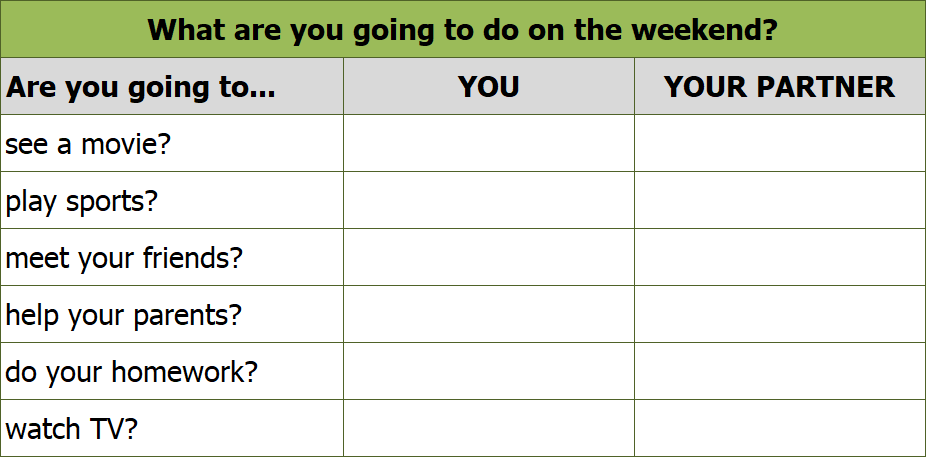 What are you going to do on the weekend?
Are you going to... YOU YOUR PARTNER
see a movie?
play sports?
meet your friends?
help your parents?
do your homework?
watch TV?